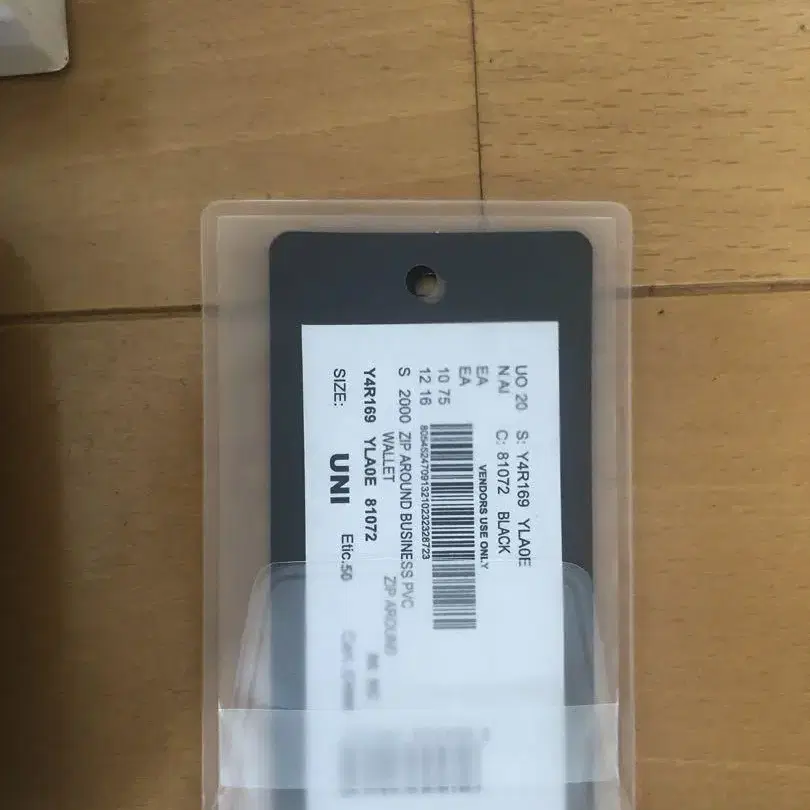 UO 20 S: Y4R169 YLA0E
N AI C: 81072 BLACK
EA VENDORS USE ONLY
EA
10 75
12 16 805452470913210232328723
S 2000 ZIP AROUND BUSINESS PVC
WALLET ZIP AROUND
Y4R169 YLA0E 81072
SIZE: UNI Etic.50